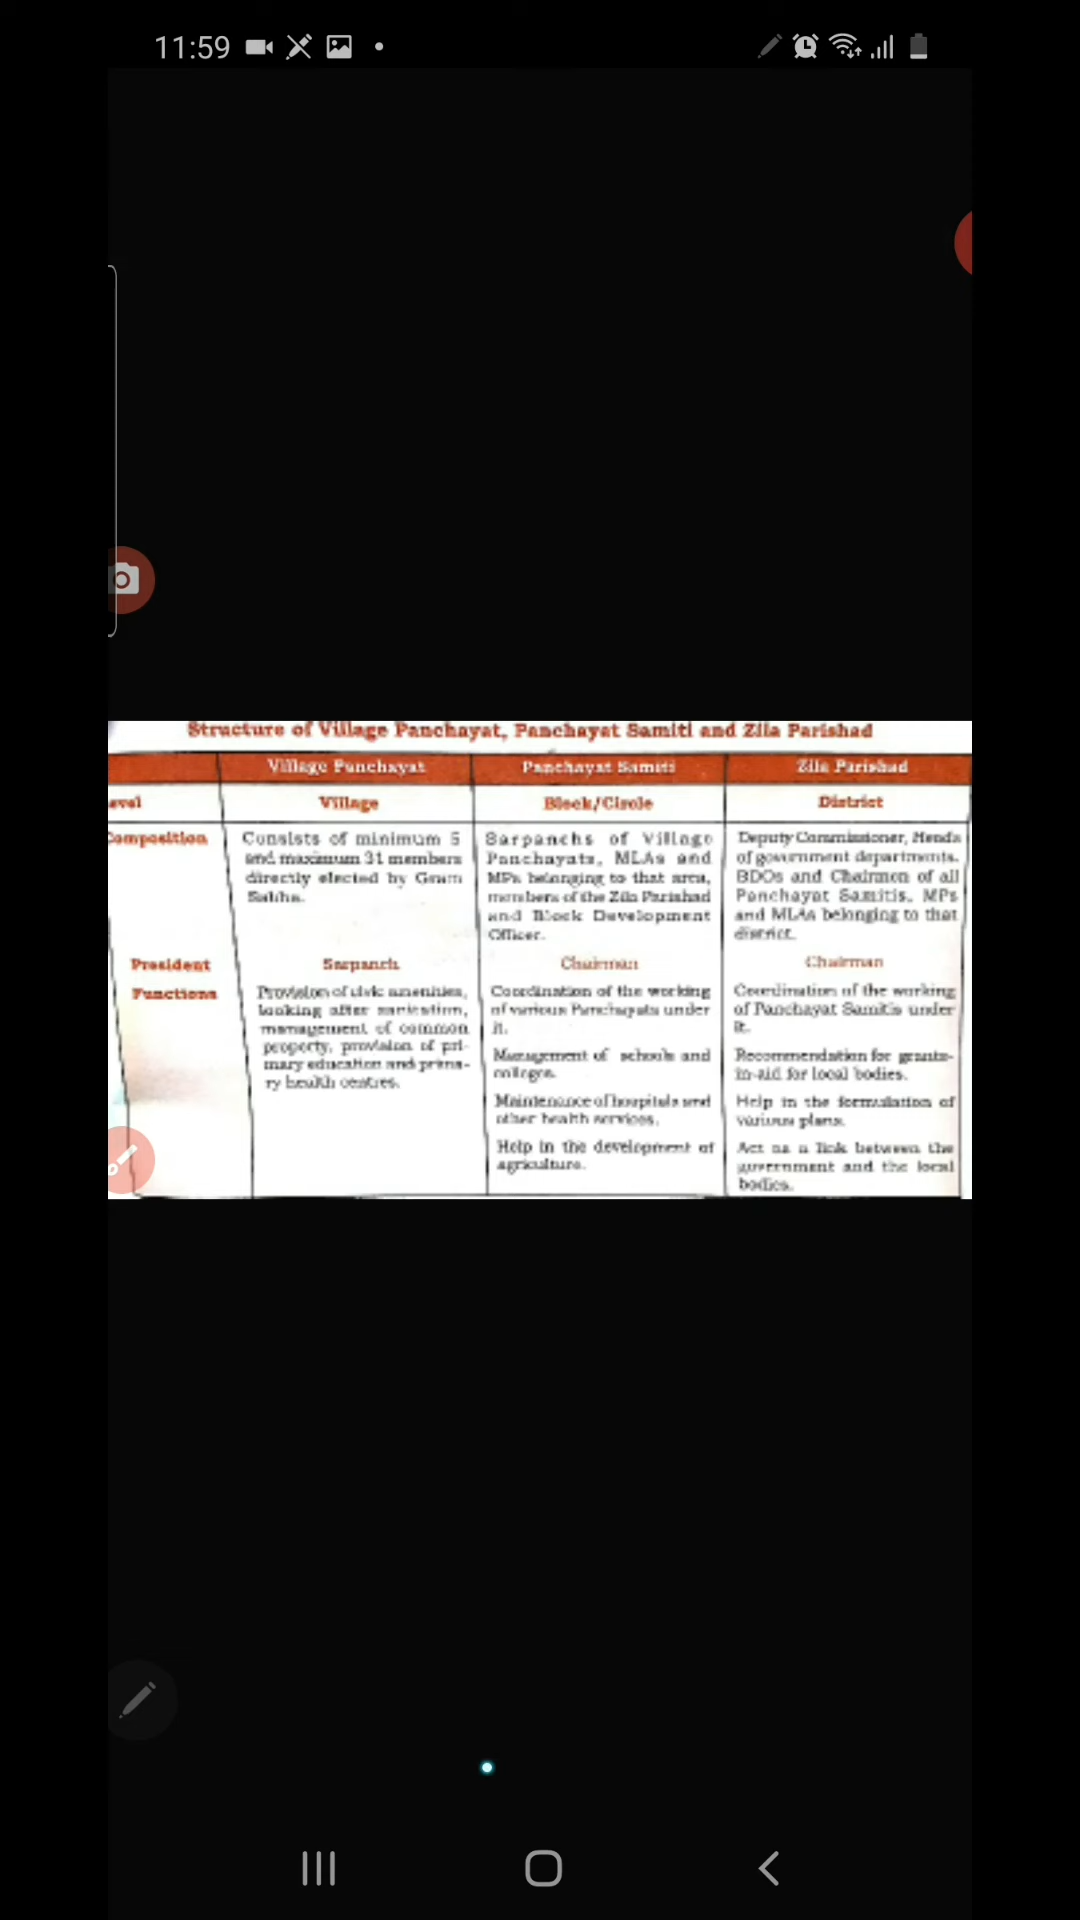 11:59
Structure of Village Panchayat, Panchayat Samiti and Zila Parishad
Village Panchayat Panchayat Samiti Zila Parishad
evel Village Block/Circle District
Composition
Consists of minimum 5
and maximum 31 members
directly elected by Gram
Sabha.
Sarpanchs of Village
Panchayats, MLAs and
MPs belonging to that area,
members of the Zila Parishad
and Block Development
Officer.
Deputy Commissioner, Heads
of government departments,
BDOs and Chairmen of all
Panchayat Samitis, MPs
and MLAs belonging to that
district.
President Sarpanch Chairman Chairman
Functions
Provision of civic amenities,
looking after sanitation,
management of common
property, provision of pri-
mary education and prima-
ry health centres.
Coordination of the working
of various Panchayats under
it.
Management of schools and
colleges.
Maintenance of hospitals and
other health services.
Help in the development of
agriculture.
Coordination of the working
of Panchayat Samitis under
it.
Recommendation for grants-
in-aid for local bodies.
Help in the formulation of
various plans.
Act as a link between the
government and the local
bodies.